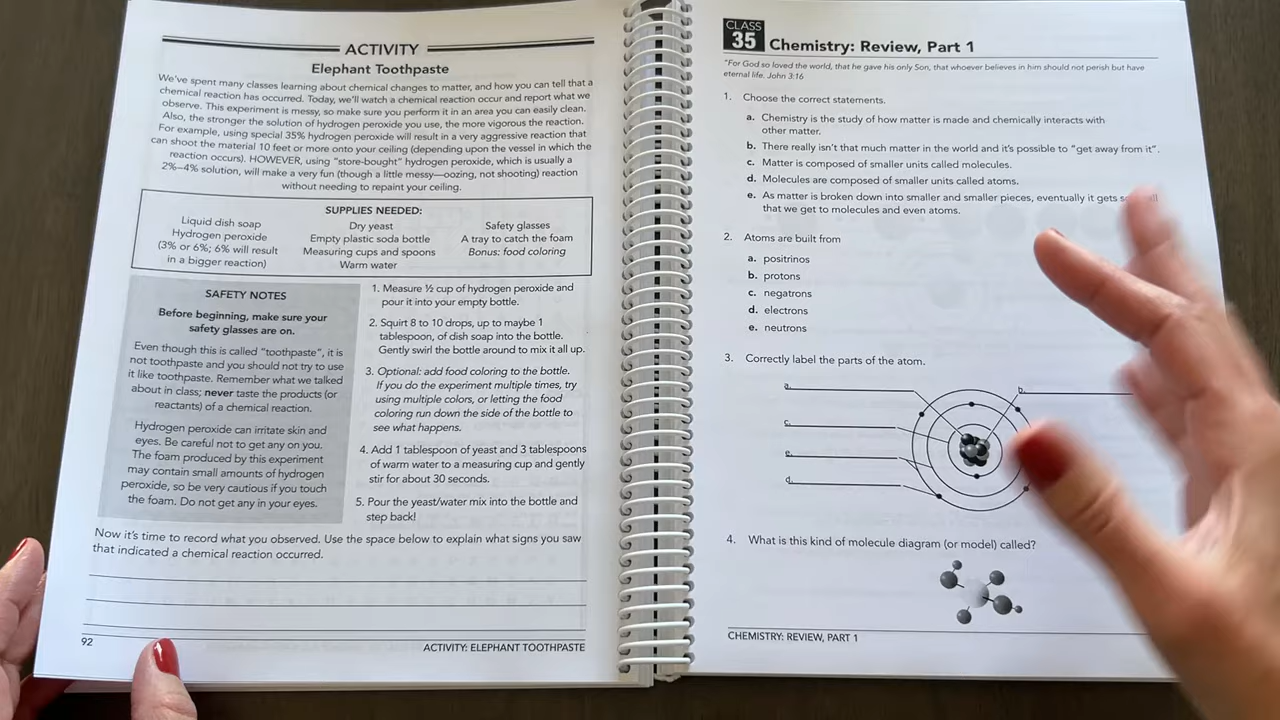 ACTIVITY
Elephant Toothpaste
We've spent many classes learning about chemical changes to matter, and how you can tell that a
chemical reaction has occurred. Today, we'll watch a chemical reaction occur and report what we
observe. This experiment is messy, so make sure you perform it in an area you can easily clean.
Also, the stronger the solution of hydrogen peroxide you use, the more vigorous the reaction.
For example, using special 35% hydrogen peroxide will result in a very aggressive reaction that
can shoot the material 10 feet or more onto your ceiling (depending upon the vessel in which the
reaction occurs). HOWEVER, using "store-bought" hydrogen peroxide, which is usually a
2%–4% solution, will make a very fun (though a little messy—oozing, not shooting) reaction
without needing to repaint your ceiling.
SUPPLIES NEEDED:
Liquid dish soap
Hydrogen peroxide
(3% or 6%; 6% will result
in a bigger reaction)
Dry yeast
Empty plastic soda bottle
Measuring cups and spoons
Warm water
Safety glasses
A tray to catch the foam
Bonus: food coloring
SAFETY NOTES
Before beginning, make sure your
safety glasses are on.
Even though this is called "toothpaste", it is
not toothpaste and you should not try to use
it like toothpaste. Remember what we talked
about in class; never taste the products (or
reactants) of a chemical reaction.
Hydrogen peroxide can irritate skin and
eyes. Be careful not to get any on you.
The foam produced by this experiment
may contain small amounts of hydrogen
peroxide, so be very cautious if you touch
the foam. Do not get any in your eyes.
1. Measure ½ cup of hydrogen peroxide and
pour it into your empty bottle.
2. Squirt 8 to 10 drops, up to maybe 1
tablespoon, of dish soap into the bottle.
Gently swirl the bottle around to mix it all up.
3. Optional: add food coloring to the bottle.
If you do the experiment multiple times, try
using multiple colors, or letting the food
coloring run down the side of the bottle to
see what happens.
4. Add 1 tablespoon of yeast and 3 tablespoons
of warm water to a measuring cup and gently
stir for about 30 seconds.
5. Pour the yeast/water mix into the bottle and
step back!
Now it's time to record what you observed. Use the space below to explain what signs you saw
that indicated a chemical reaction occurred.
92
ACTIVITY: ELEPHANT TOOTHPASTE
CLASS
35 Chemistry: Review, Part 1
"For God so loved the world, that he gave his only Son, that whoever believes in him should not perish but have
eternal life. John 3:16
1. Choose the correct statements.
a. Chemistry is the study of how matter is made and chemically interacts with
other matter.
b. There really isn't that much matter in the world and it's possible to "get away from it".
c. Matter is composed of smaller units called molecules.
d. Molecules are composed of smaller units called atoms.
e. As matter is broken down into smaller and smaller pieces, eventually it gets
that we get to molecules and even atoms.
2. Atoms are built from
a. positrinos
b. protons
c. negatrons
d. electrons
e. neutrons
3. Correctly label the parts of the atom.
a.
b.
c.
e.
d.
4. What is this kind of molecule diagram (or model) called?
CHEMISTRY: REVIEW, PART 1